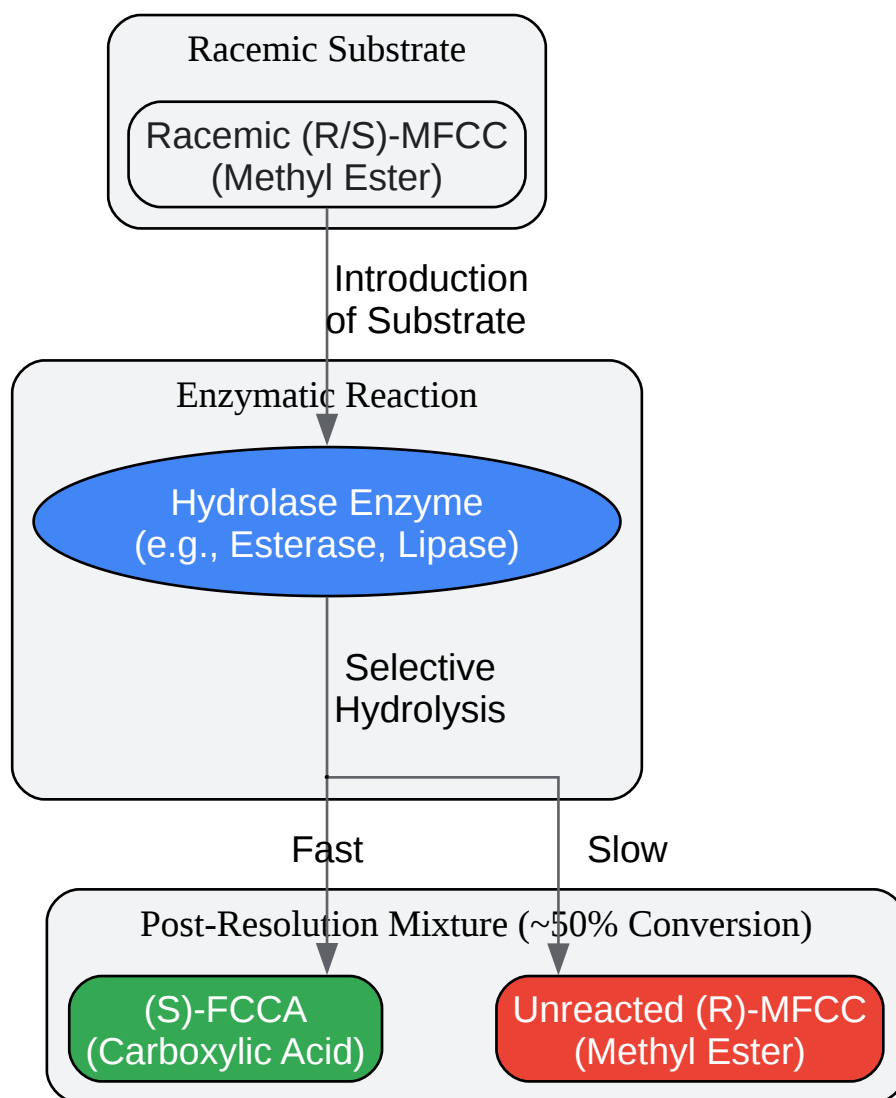 Racemic Substrate
Racemic (R/S)-MFCC
(Methyl Ester)
Introduction
of Substrate
Enzymatic Reaction
Hydrolase Enzyme
(e.g., Esterase, Lipase)
Selective
Hydrolysis
Fast
Slow
Post-Resolution Mixture (~50% Conversion)
(S)-FCCA
(Carboxylic Acid)
Unreacted (R)-MFCC
(Methyl Ester)